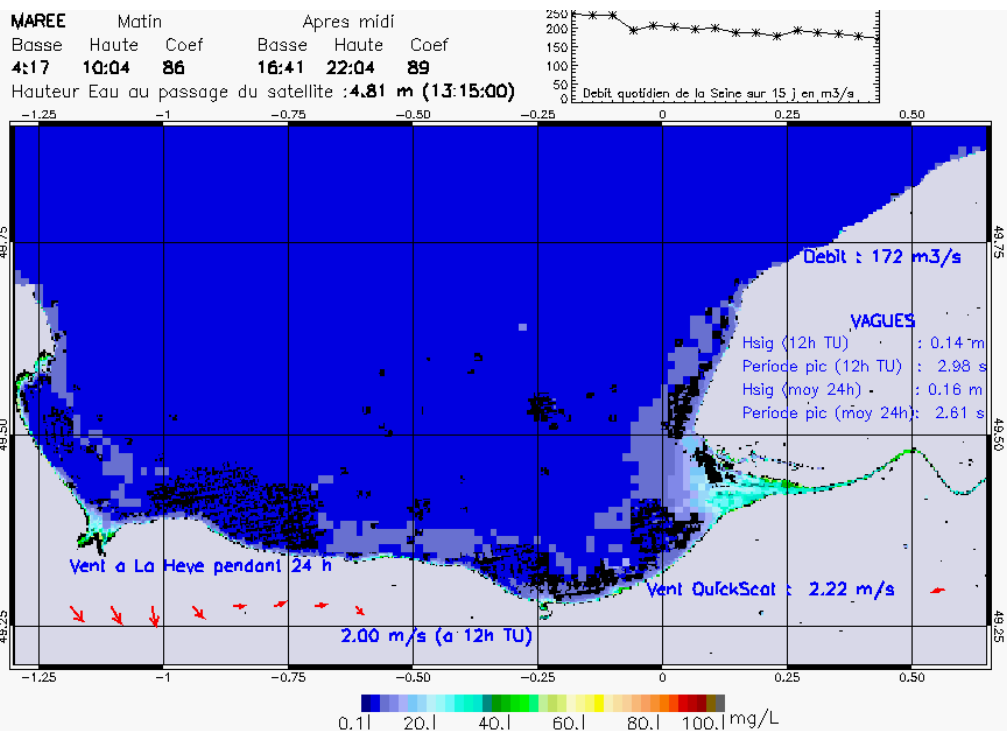 MAREE Matin Apres midi
Basse Haute Coef Basse Haute Coef
4:17 10:04 86 16:41 22:04 89
Hauteur Eau au passage du satellite :4.81 m (13:15:00)
250
200
150
100
50
0
Debit quotidien de la Seine sur 15 j en m3/s
-1.25 -1 -0.75 -0.50 -0.25 0 0.25 0.50
49.75 49.75
Debit : 172 m3/s
VAGUES
Hsig (12h TU) : 0.14 m
Periode pic (12h TU) : 2.98 s
Hsig (moy 24h) : 0.16 m
Periode pic (moy 24h): 2.61 s
49.50 49.50
Vent a La Heve pendant 24 h
Vent QuickScat : 2.22 m/s
49.25 49.25
2.00 m/s (a 12h TU)
-1.25 -1 -0.75 -0.50 -0.25 0 0.25 0.50
0.1 20.1 40.1 60.1 80.1 100.1 mg/L